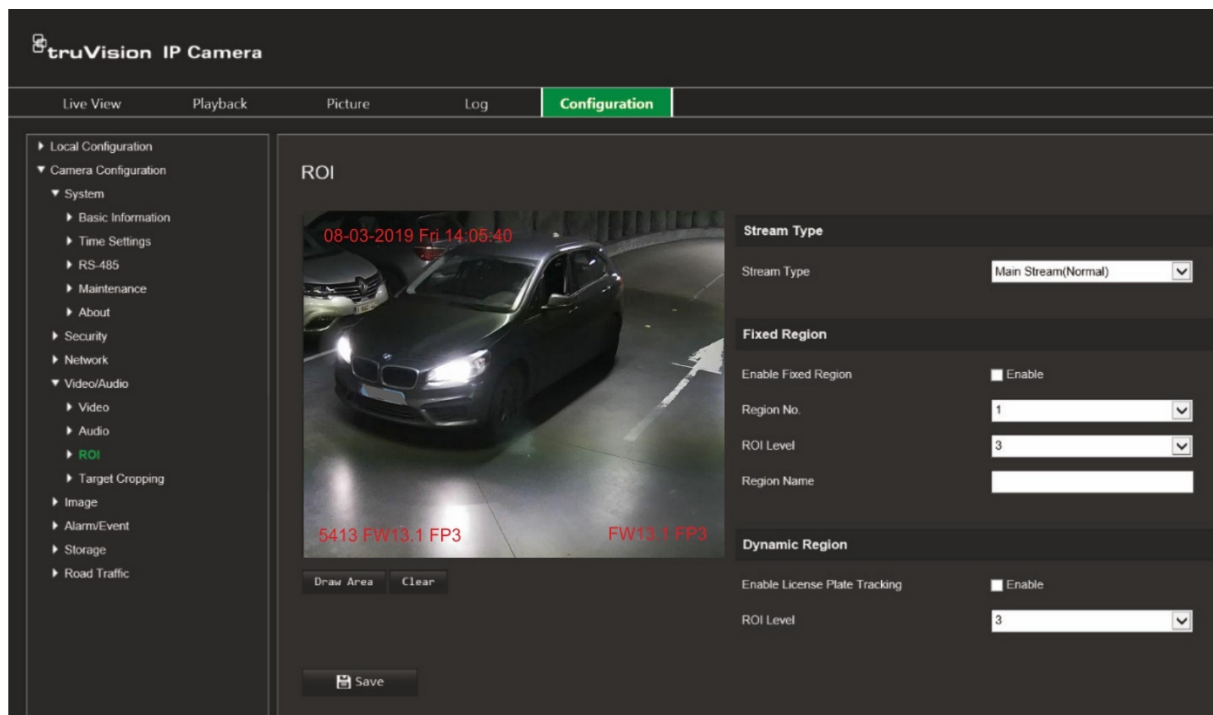 truVision IP Camera
Live View Playback Picture Log Configuration
Local Configuration
Camera Configuration
System
Basic Information
Time Settings
RS-485
Maintenance
About
Security
Network
Video/Audio
Video
Audio
ROI
Target Cropping
Image
Alarm/Event
Storage
Road Traffic
ROI
08-03-2019 Fri 14:05:40
5413 FW13.1 FP3
FW13.1 FP3
Draw Area Clear
Save
Stream Type
Stream Type Main Stream(Normal)
Fixed Region
Enable Fixed Region Enable
Region No. 1
ROI Level 3
Region Name
Dynamic Region
Enable License Plate Tracking Enable
ROI Level 3